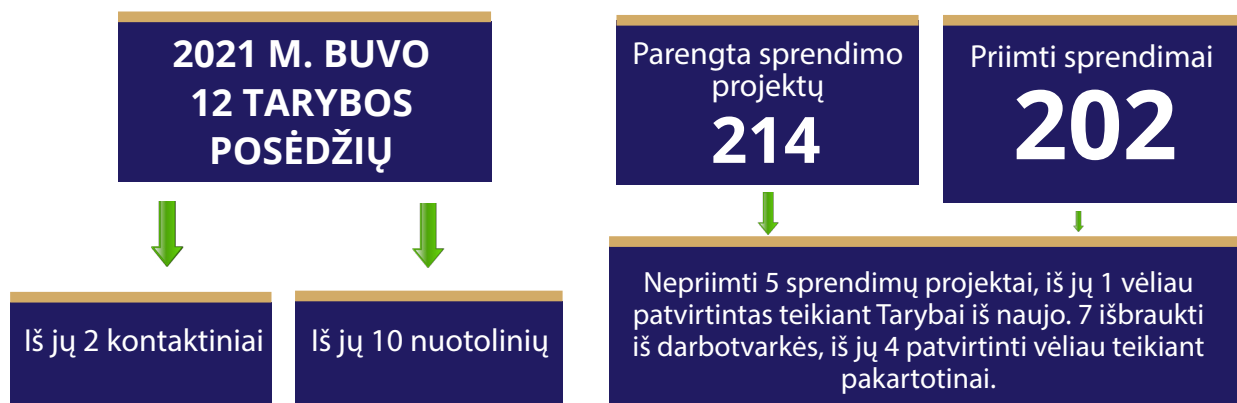 2021 M. BUVO
12 TARYBOS
POSĖDŽIŲ
Iš jų 2 kontaktiniai
Iš jų 10 nuotolinių
Parengta sprendimo
projektų
214
Priimti sprendimai
202
Nepriimti 5 sprendimų projektai, iš jų 1 vėliau
patvirtintas teikiant Tarybai iš naujo. 7 išbraukti
iš darbotvarkės, iš jų 4 patvirtinti vėliau teikiant
pakartotinai.